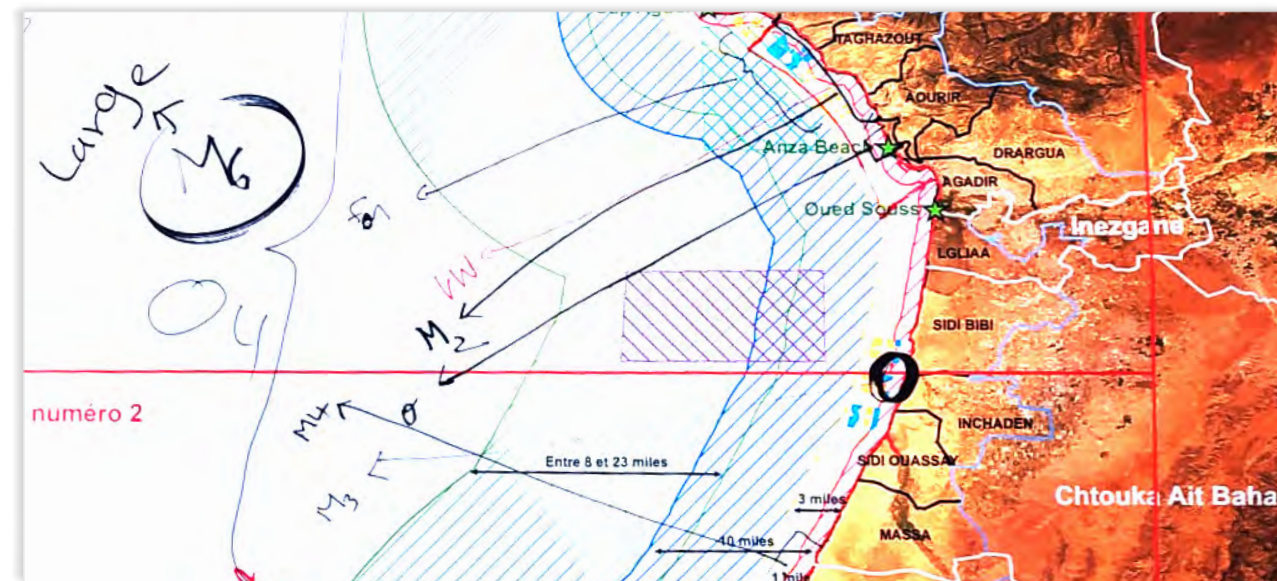 TAGHAZOUT
Large
M6
AOURIR
Anza Beach
DRARGUA
AGADIR
Oued Souss
Inezgane
LGLIAA
M2
SIDI BIBI
numéro 2
M4
INCHADEN
Entre 8 et 23 miles
SIDI OUASSAY
M3
3 miles
Chtouka Ait Baha
MASSA
10 miles
1 mile